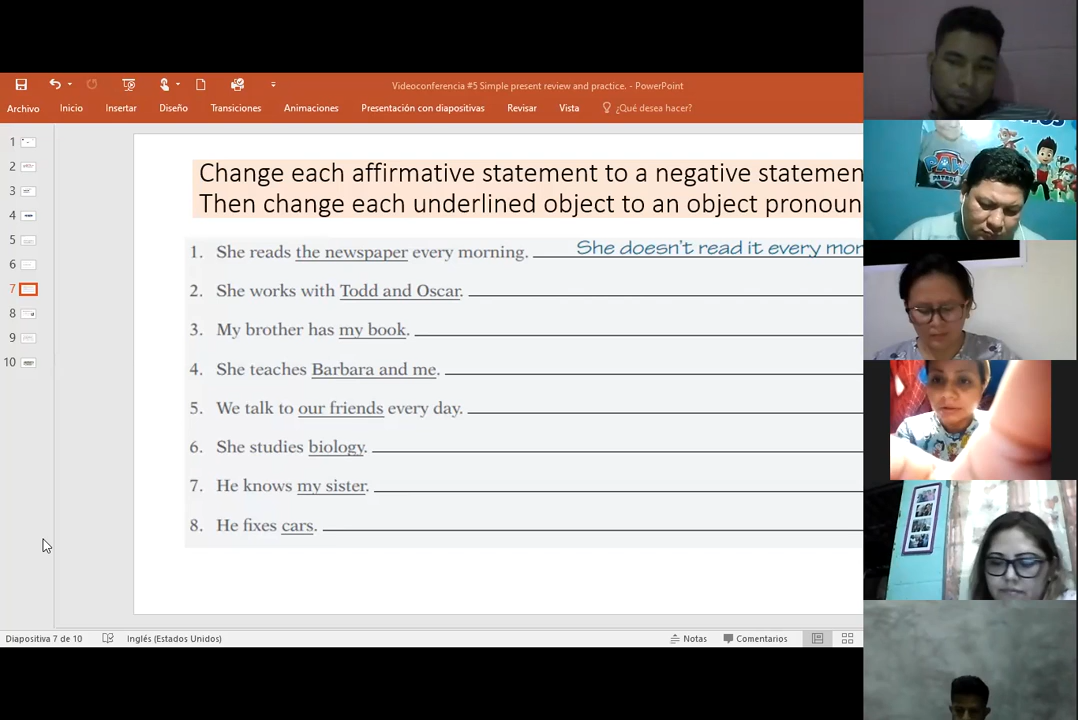 Videoconferencia #5 Simple present review and practice. - PowerPoint
Archivo Inicio Insertar Diseño Transiciones Animaciones Presentación con diapositivas Revisar Vista ¿Qué desea hacer?
1
2
3
4
5
6
7
8
9
10
Change each affirmative statement to a negative statemen
Then change each underlined object to an object pronoun
1. She reads the newspaper every morning. She doesn't read it every mor
2. She works with Todd and Oscar.
3. My brother has my book.
4. She teaches Barbara and me.
5. We talk to our friends every day.
6. She studies biology.
7. He knows my sister.
8. He fixes cars.
PAW
PATROL
Diapositiva 7 de 10 Inglés (Estados Unidos) Notas Comentarios